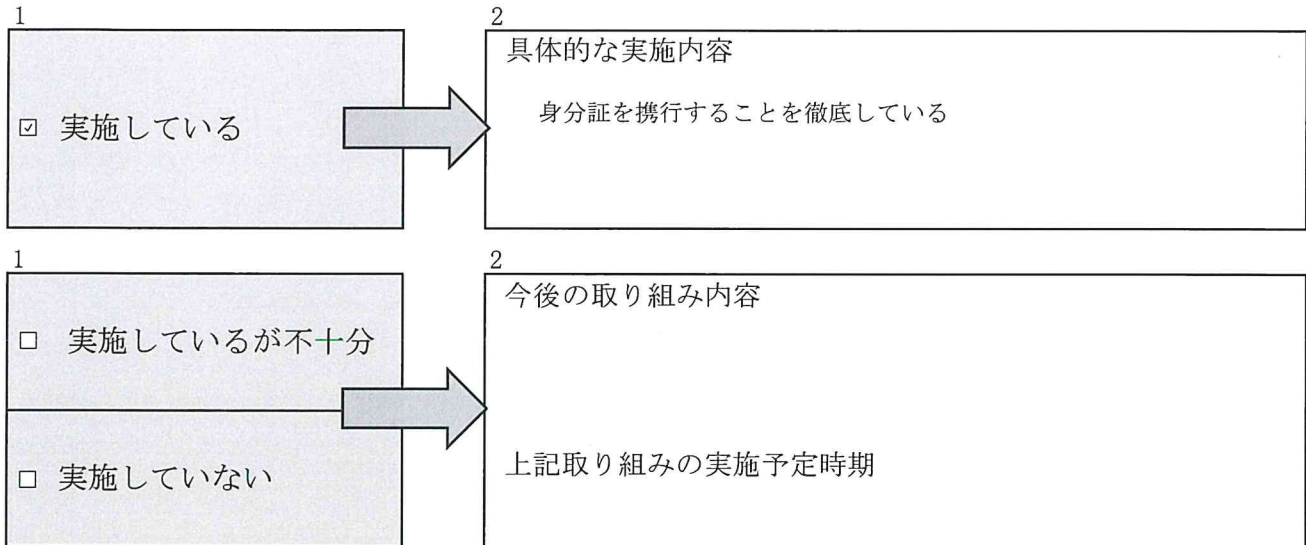 1
☑ 実施している
2
具体的な実施内容
身分証を携行することを徹底している
1
☐ 実施しているが不十分
☐ 実施していない
2
今後の取り組み内容
上記取り組みの実施予定時期